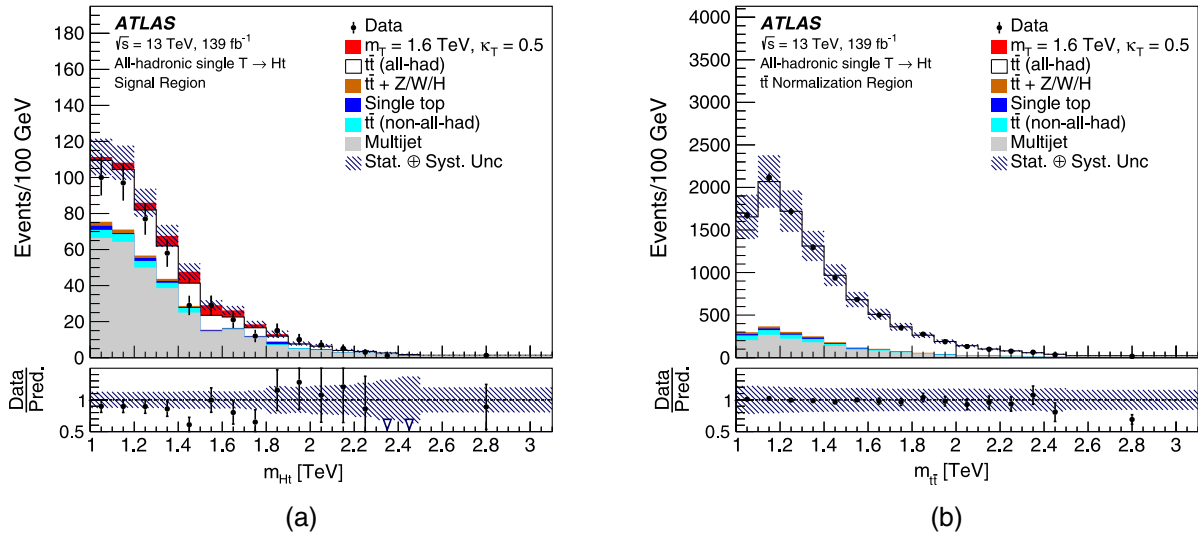 ATLAS
√s = 13 TeV, 139 fb⁻¹
All-hadronic single T → Ht
Signal Region
Data
m_T = 1.6 TeV, κ_T = 0.5
tt̄ (all-had)
tt̄ + Z/W/H
Single top
tt̄ (non-all-had)
Multijet
Stat. ⊕ Syst. Unc
Events/100 GeV
180
160
140
120
100
80
60
40
20
0
Data
Pred.
1
0.5
1 1.2 1.4 1.6 1.8 2 2.2 2.4 2.6 2.8 3
m_Ht [TeV]
(a)
ATLAS
√s = 13 TeV, 139 fb⁻¹
All-hadronic single T → Ht
tt̄ Normalization Region
Data
m_T = 1.6 TeV, κ_T = 0.5
tt̄ (all-had)
tt̄ + Z/W/H
Single top
tt̄ (non-all-had)
Multijet
Stat. ⊕ Syst. Unc
Events/100 GeV
4000
3500
3000
2500
2000
1500
1000
500
0
Data
Pred.
1
0.5
1 1.2 1.4 1.6 1.8 2 2.2 2.4 2.6 2.8 3
m_tt̄ [TeV]
(b)